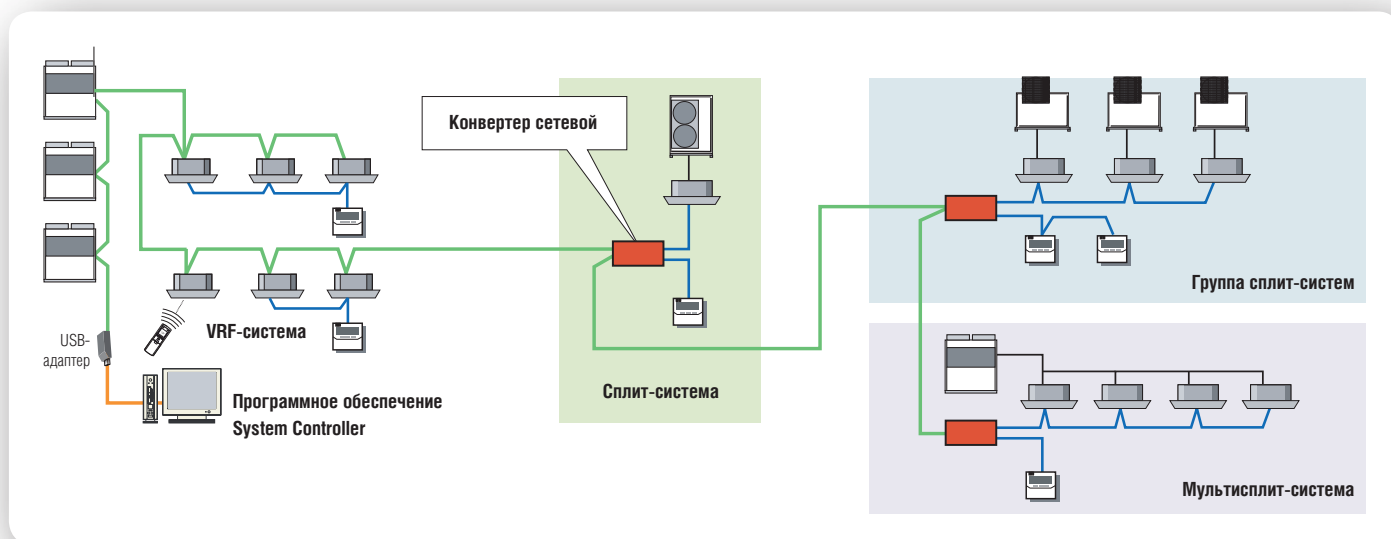 Конвертер сетевой
VRF-система
USB-
адаптер
Программное обеспечение
System Controller
Сплит-система
Группа сплит-систем
Мультисплит-система